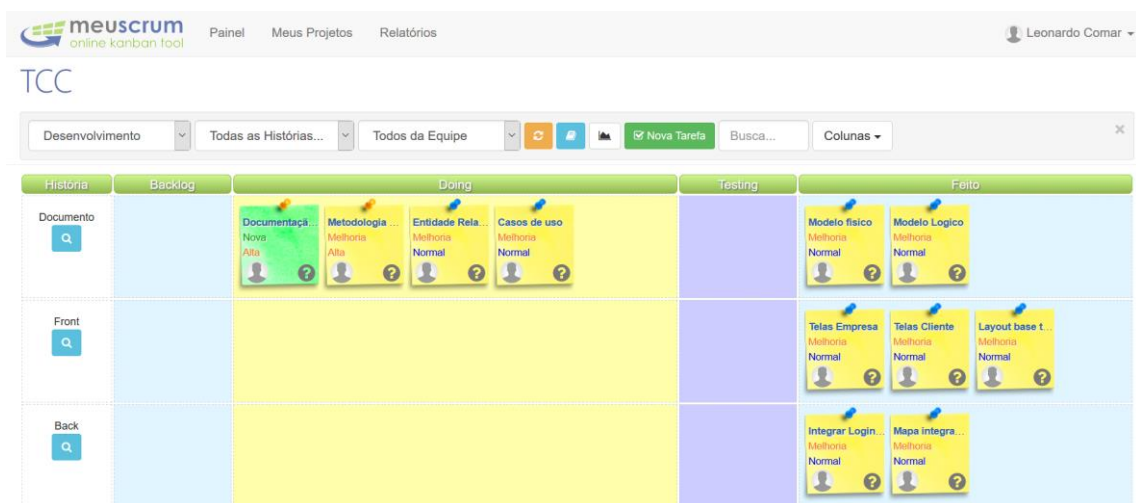 meuscrum
online kanban tool
Painel Meus Projetos Relatórios Leonardo Comar
TCC
Desenvolvimento Todas as Histórias... Todos da Equipe Nova Tarefa Busca... Colunas ×
História Backlog Doing Testing Feito
Documento
Documentaçã...
Nova
Alta
?
Metodologia ...
Melhoria
Alta
?
Entidade Rela...
Melhoria
Normal
?
Casos de uso
Melhoria
Normal
?
Modelo fisico
Melhoria
Normal
?
Modelo Logico
Melhoria
Normal
?
Front
Telas Empresa
Melhoria
Normal
?
Telas Cliente
Melhoria
Normal
?
Layout base t...
Melhoria
Normal
?
Back
Integrar Login...
Melhoria
Normal
?
Mapa integra...
Melhoria
Normal
?